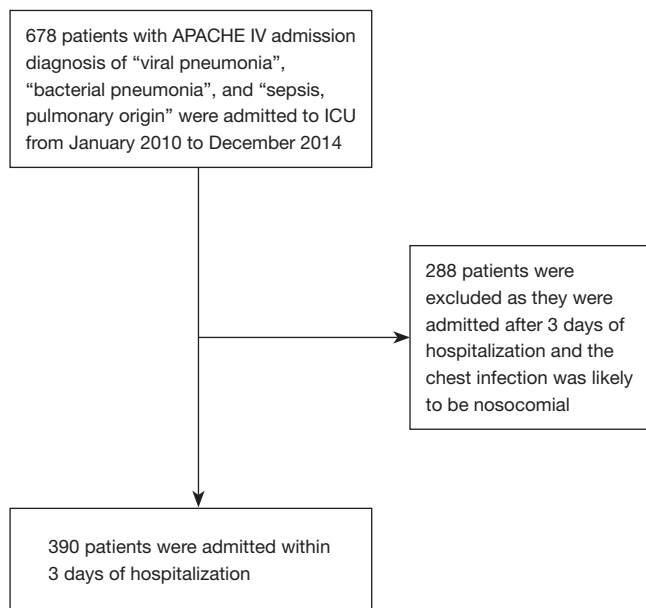 678 patients with APACHE IV admission
diagnosis of “viral pneumonia”,
“bacterial pneumonia”, and “sepsis,
pulmonary origin” were admitted to ICU
from January 2010 to December 2014
288 patients were
excluded as they were
admitted after 3 days of
hospitalization and the
chest infection was likely
to be nosocomial
390 patients were admitted within
3 days of hospitalization